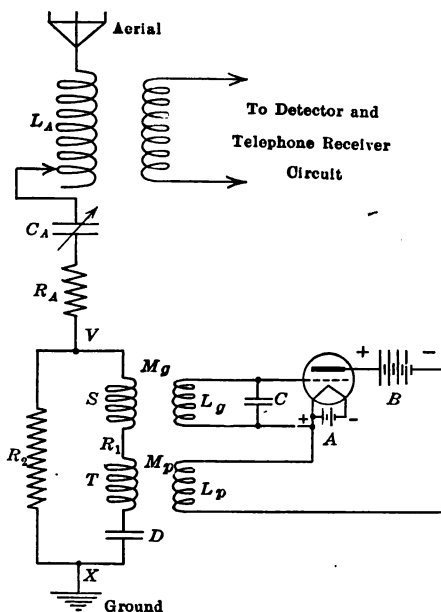 Aerial
L_A
To Detector and
Telephone Receiver
Circuit
C_A
R_A
V
M_g
S
L_g
C
+
-
B
+
-
A
R_1
R_2
M_p
T
L_p
D
X
Ground